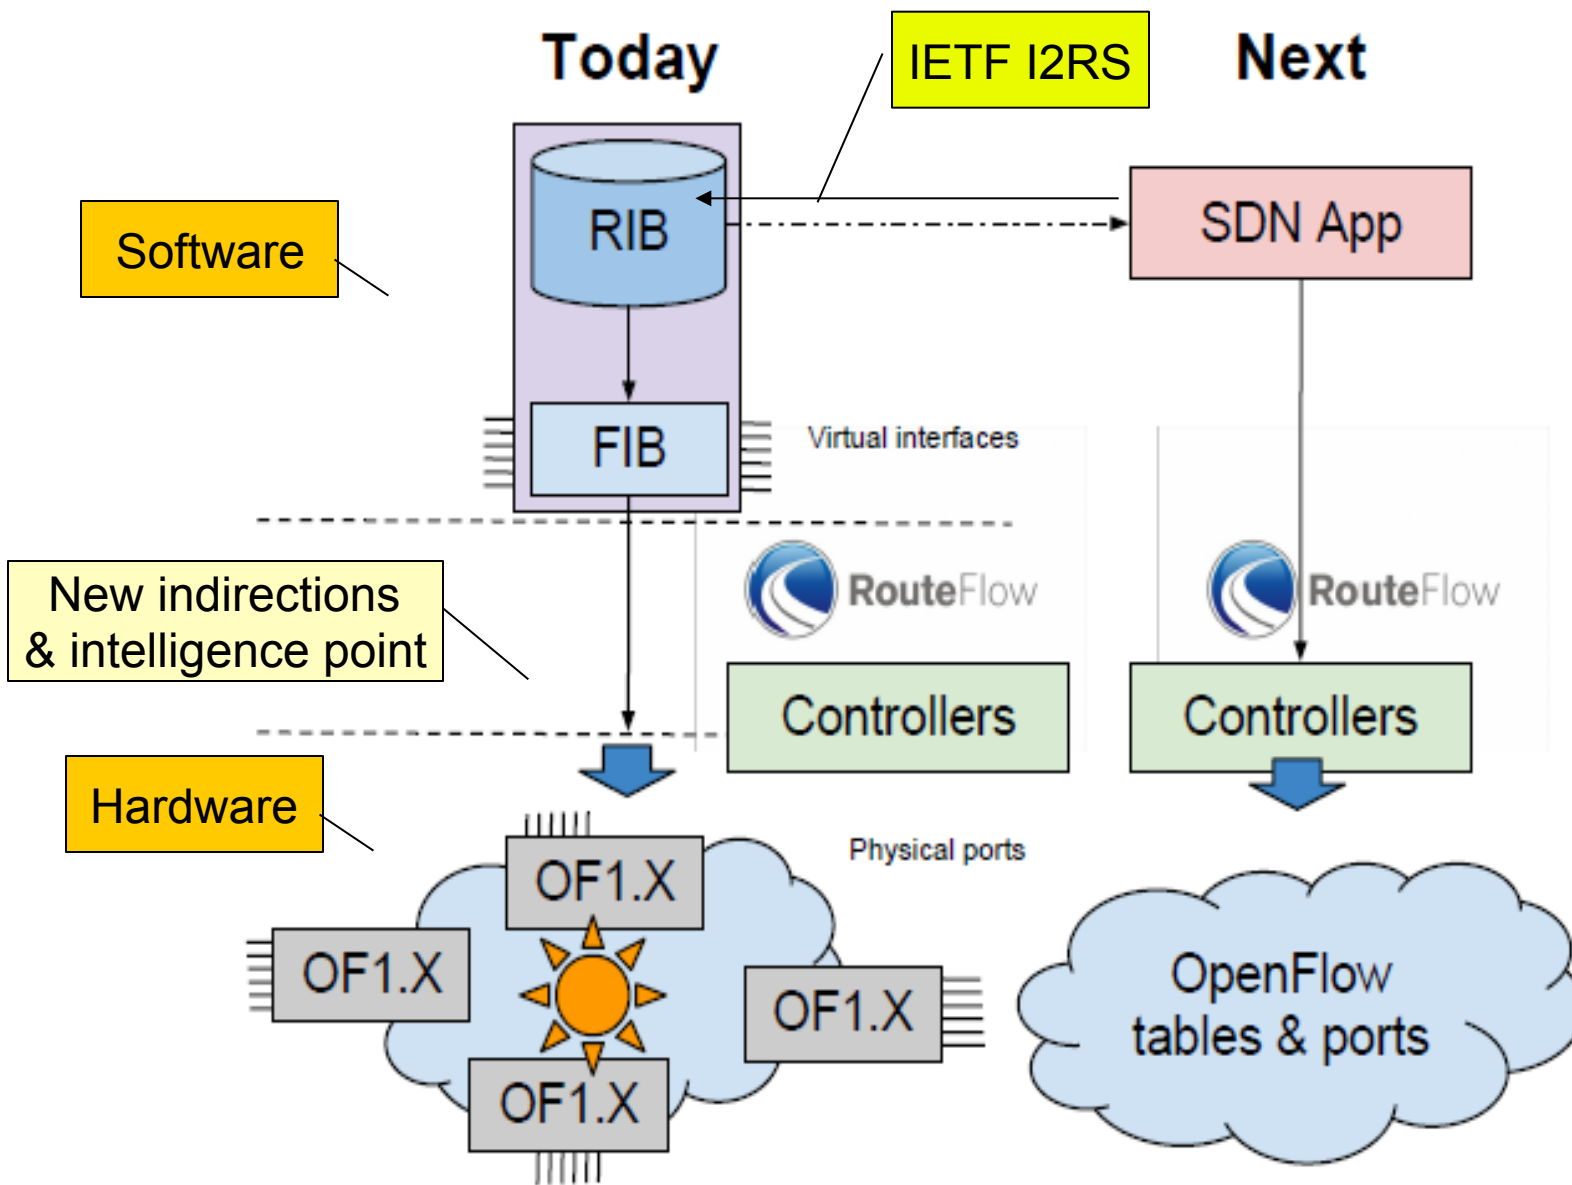 Today
IETF I2RS
Next
RIB
SDN App
Software
FIB
Virtual interfaces
New indirections
& intelligence point
RouteFlow
RouteFlow
Controllers
Controllers
Hardware
Physical ports
OF1.X
OF1.X
OF1.X
OF1.X
OpenFlow
tables & ports